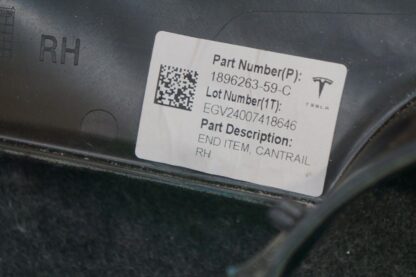 RH
Part Number(P):
1896263-59-C
TESLA
Lot Number(1T):
EGV24007418646
Part Description:
END ITEM, CANTRAIL
RH